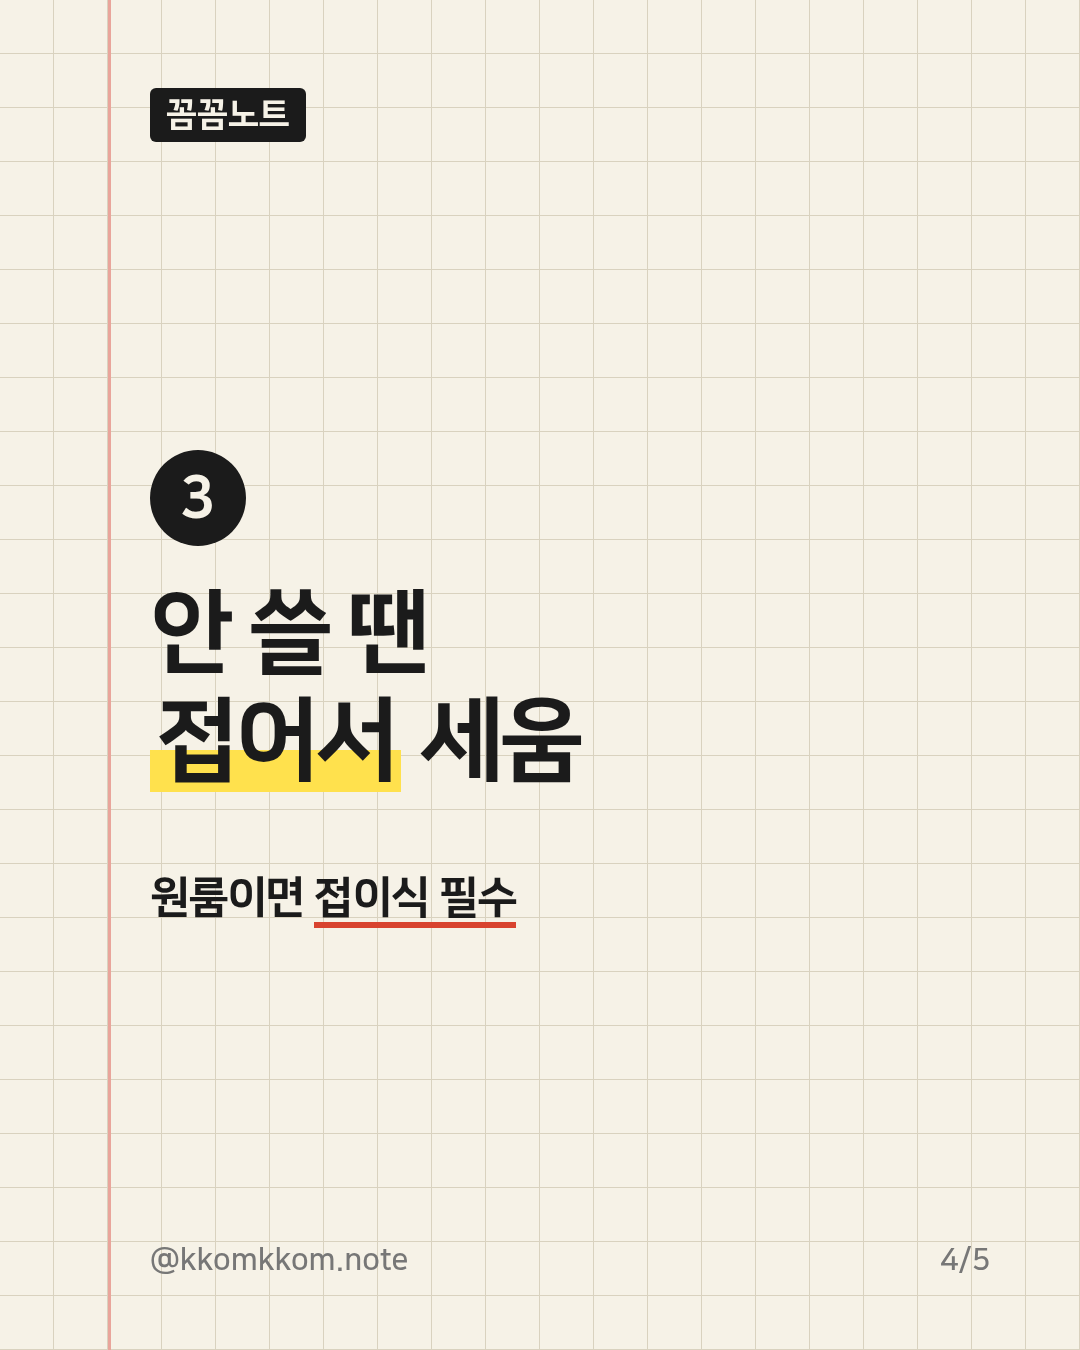 꼼꼼노트
3
안 쓸 땐
접어서 세움
원룸이면 접이식 필수
@kkomkkom.note
4/5